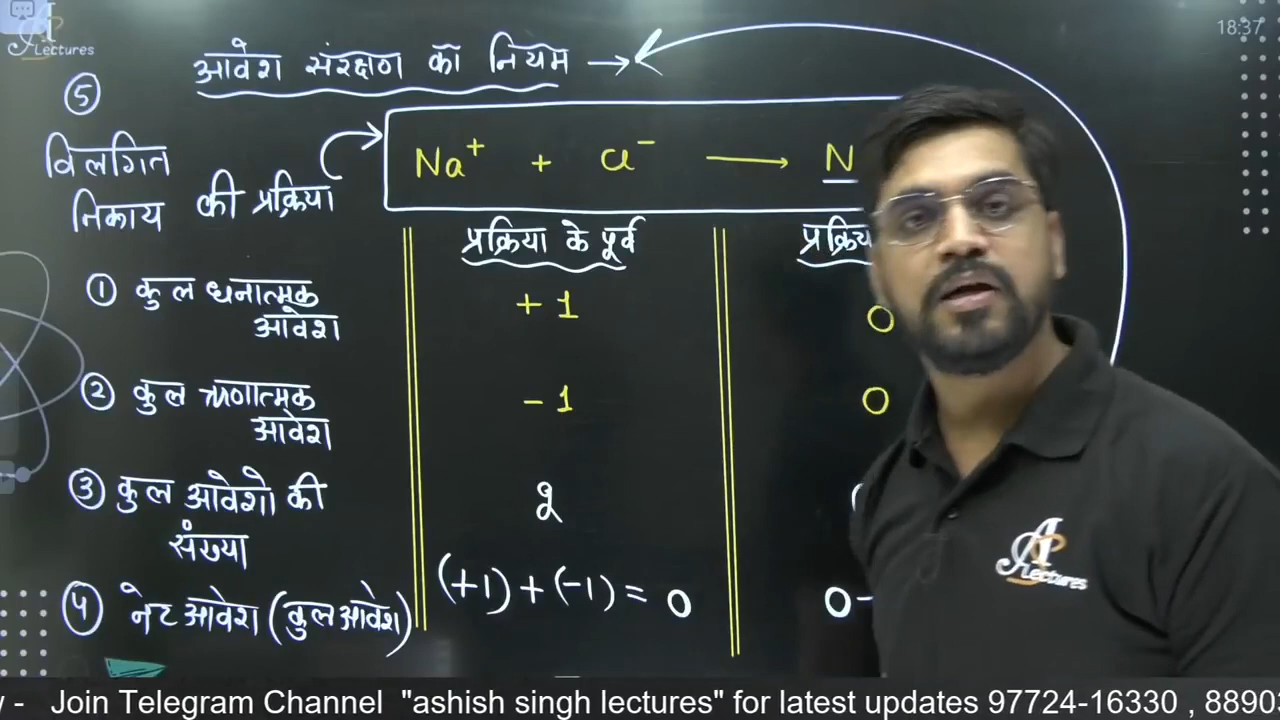 Lectures
18:37
आवेश संरक्षण का नियम →
⑤
विलगित
निकाय की प्रक्रिया
Na⁺ + Cl⁻ ⟶ N
प्रक्रिया के पूर्व
प्रक्रिय
① कुल धनात्मक
आवेश
+1
0
② कुल ऋणात्मक
आवेश
-1
0
③ कुल आवेशो की
संख्या
2
④ नेट आवेश (कुल आवेश)
(+1) + (-1) = 0
0-
Lectures
y - Join Telegram Channel "ashish singh lectures" for latest updates 97724-16330 , 8890